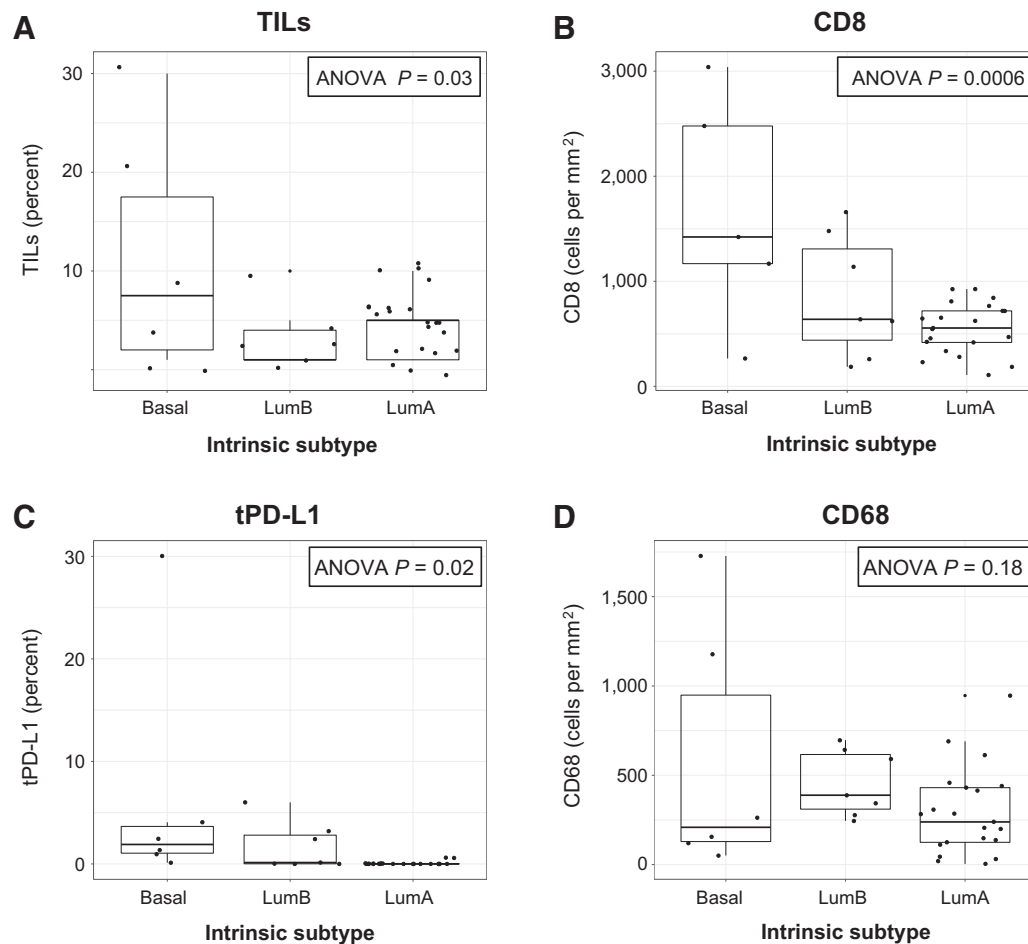 A
TILs
ANOVA P = 0.03
TILs (percent)
30
20
10
Basal
LumB
LumA
Intrinsic subtype
B
CD8
ANOVA P = 0.0006
CD8 (cells per mm²)
3,000
2,000
1,000
0
Basal
LumB
LumA
Intrinsic subtype
C
tPD-L1
ANOVA P = 0.02
tPD-L1 (percent)
30
20
10
0
Basal
LumB
LumA
Intrinsic subtype
D
CD68
ANOVA P = 0.18
CD68 (cells per mm²)
1,500
1,000
500
0
Basal
LumB
LumA
Intrinsic subtype